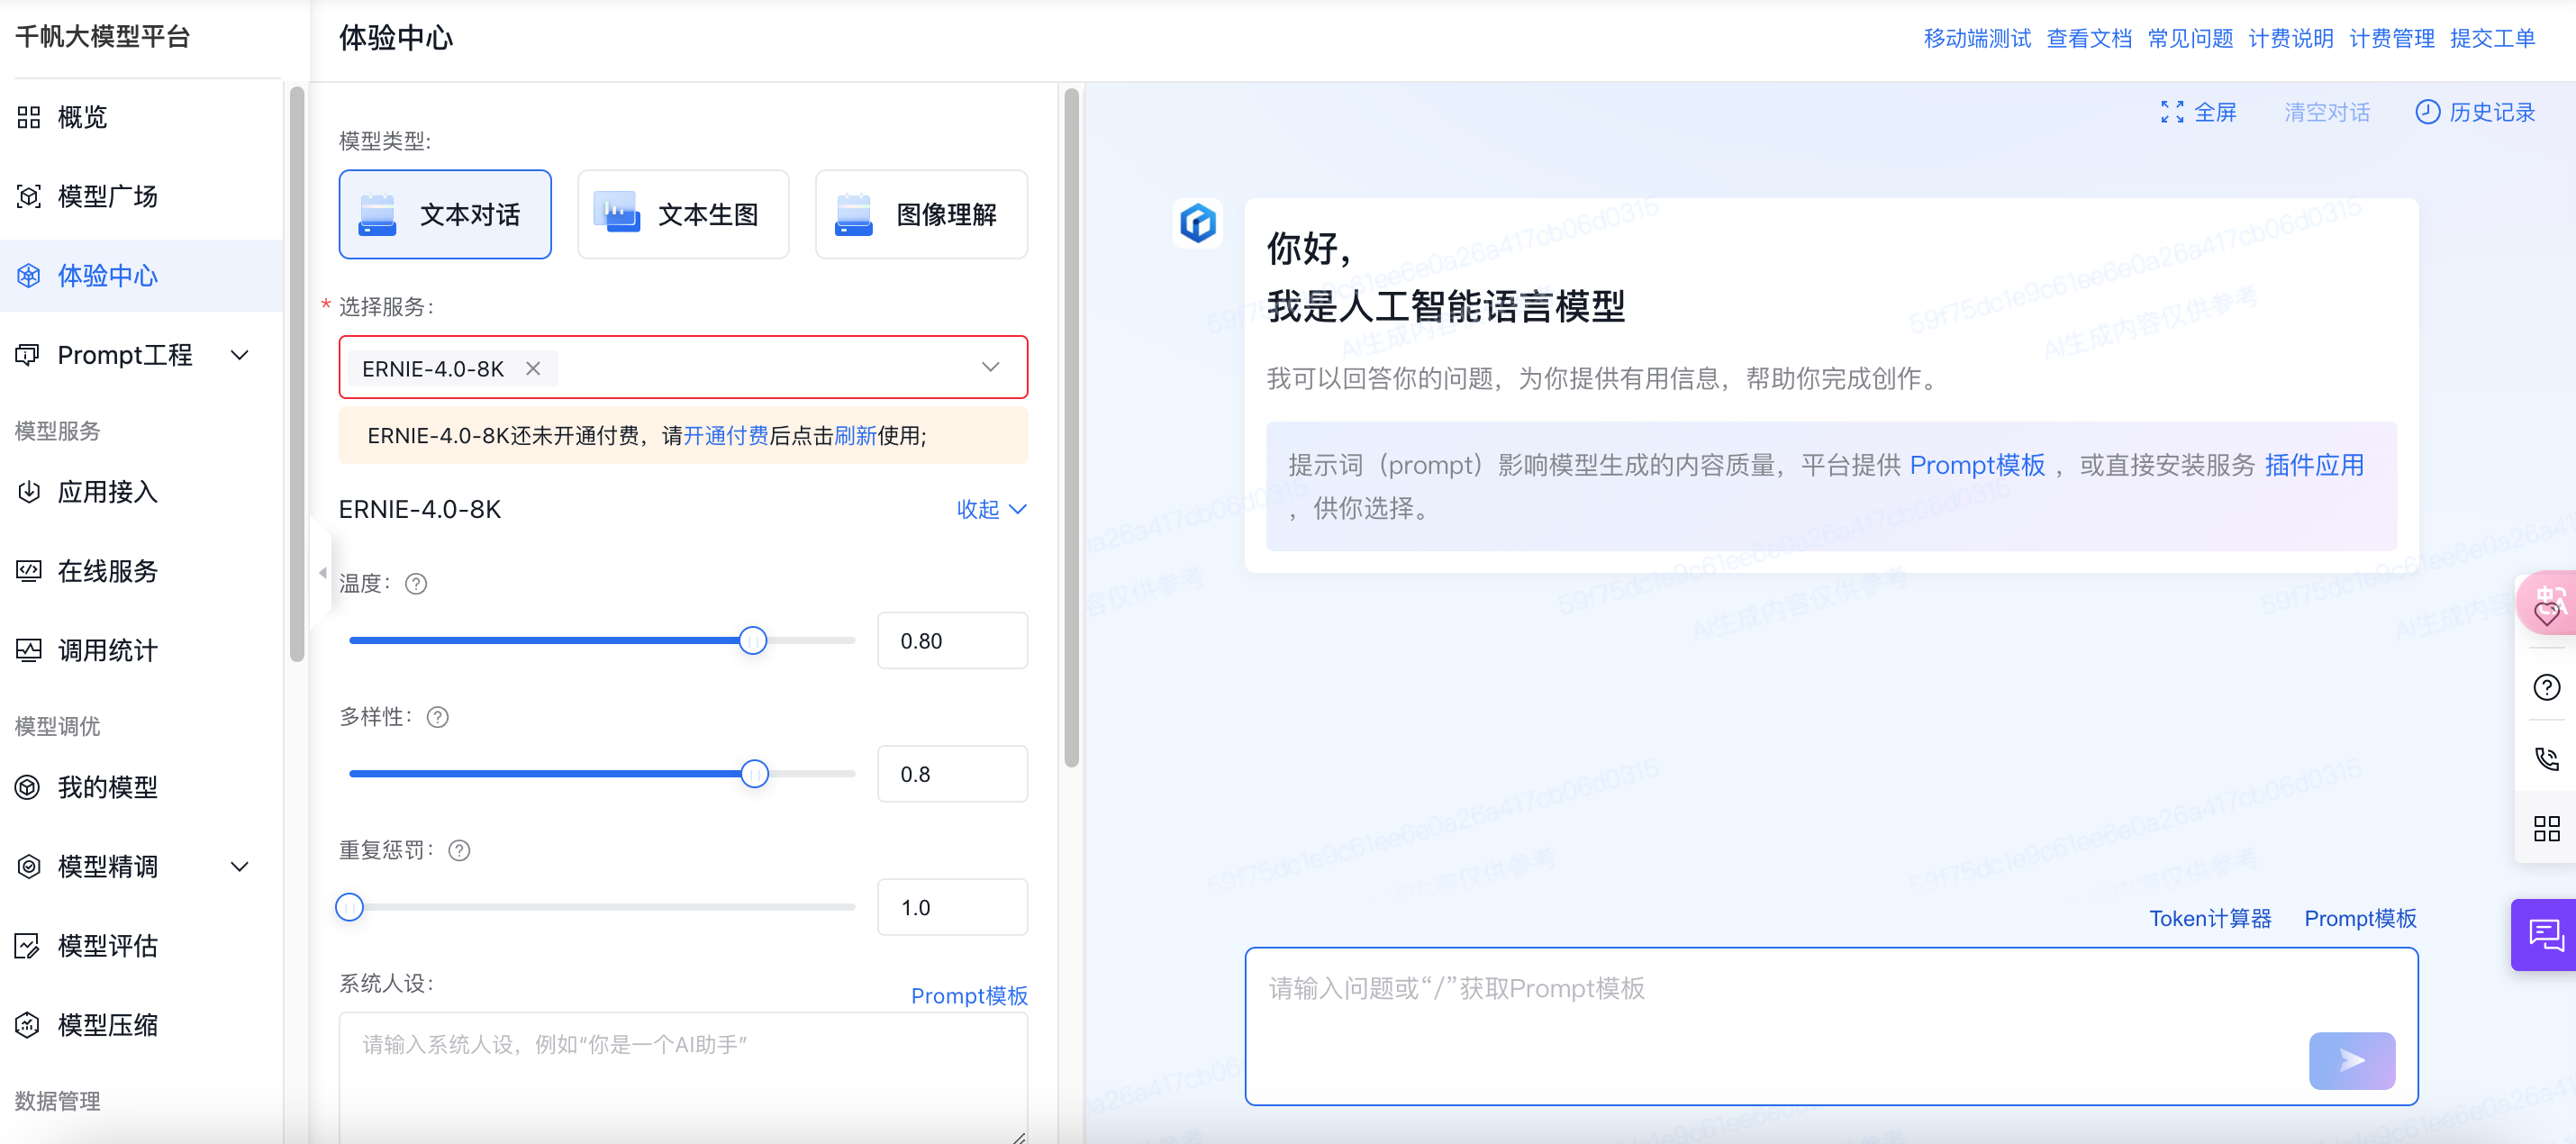 千帆大模型平台
概览
模型广场
体验中心
Prompt工程
模型服务
应用接入
在线服务
调用统计
模型调优
我的模型
模型精调
模型评估
模型压缩
数据管理
体验中心
移动端测试 查看文档 常见问题 计费说明 计费管理 提交工单
模型类型:
文本对话 文本生图 图像理解
* 选择服务:
ERNIE-4.0-8K
ERNIE-4.0-8K还未开通付费，请开通付费后点击刷新使用;
ERNIE-4.0-8K 收起
温度:
0.80
多样性:
0.8
重复惩罚:
1.0
系统人设:
Prompt模板
请输入系统人设，例如“你是一个AI助手”
全屏 清空对话 历史记录
你好，
我是人工智能语言模型
我可以回答你的问题，为你提供有用信息，帮助你完成创作。
提示词（prompt）影响模型生成的内容质量，平台提供 Prompt模板 ，或直接安装服务 插件应用
，供你选择。
59f75dc1e9c61ee6e0a26a417cb06d0315
AI生成内容仅供参考
Token计算器 Prompt模板
请输入问题或“/”获取Prompt模板